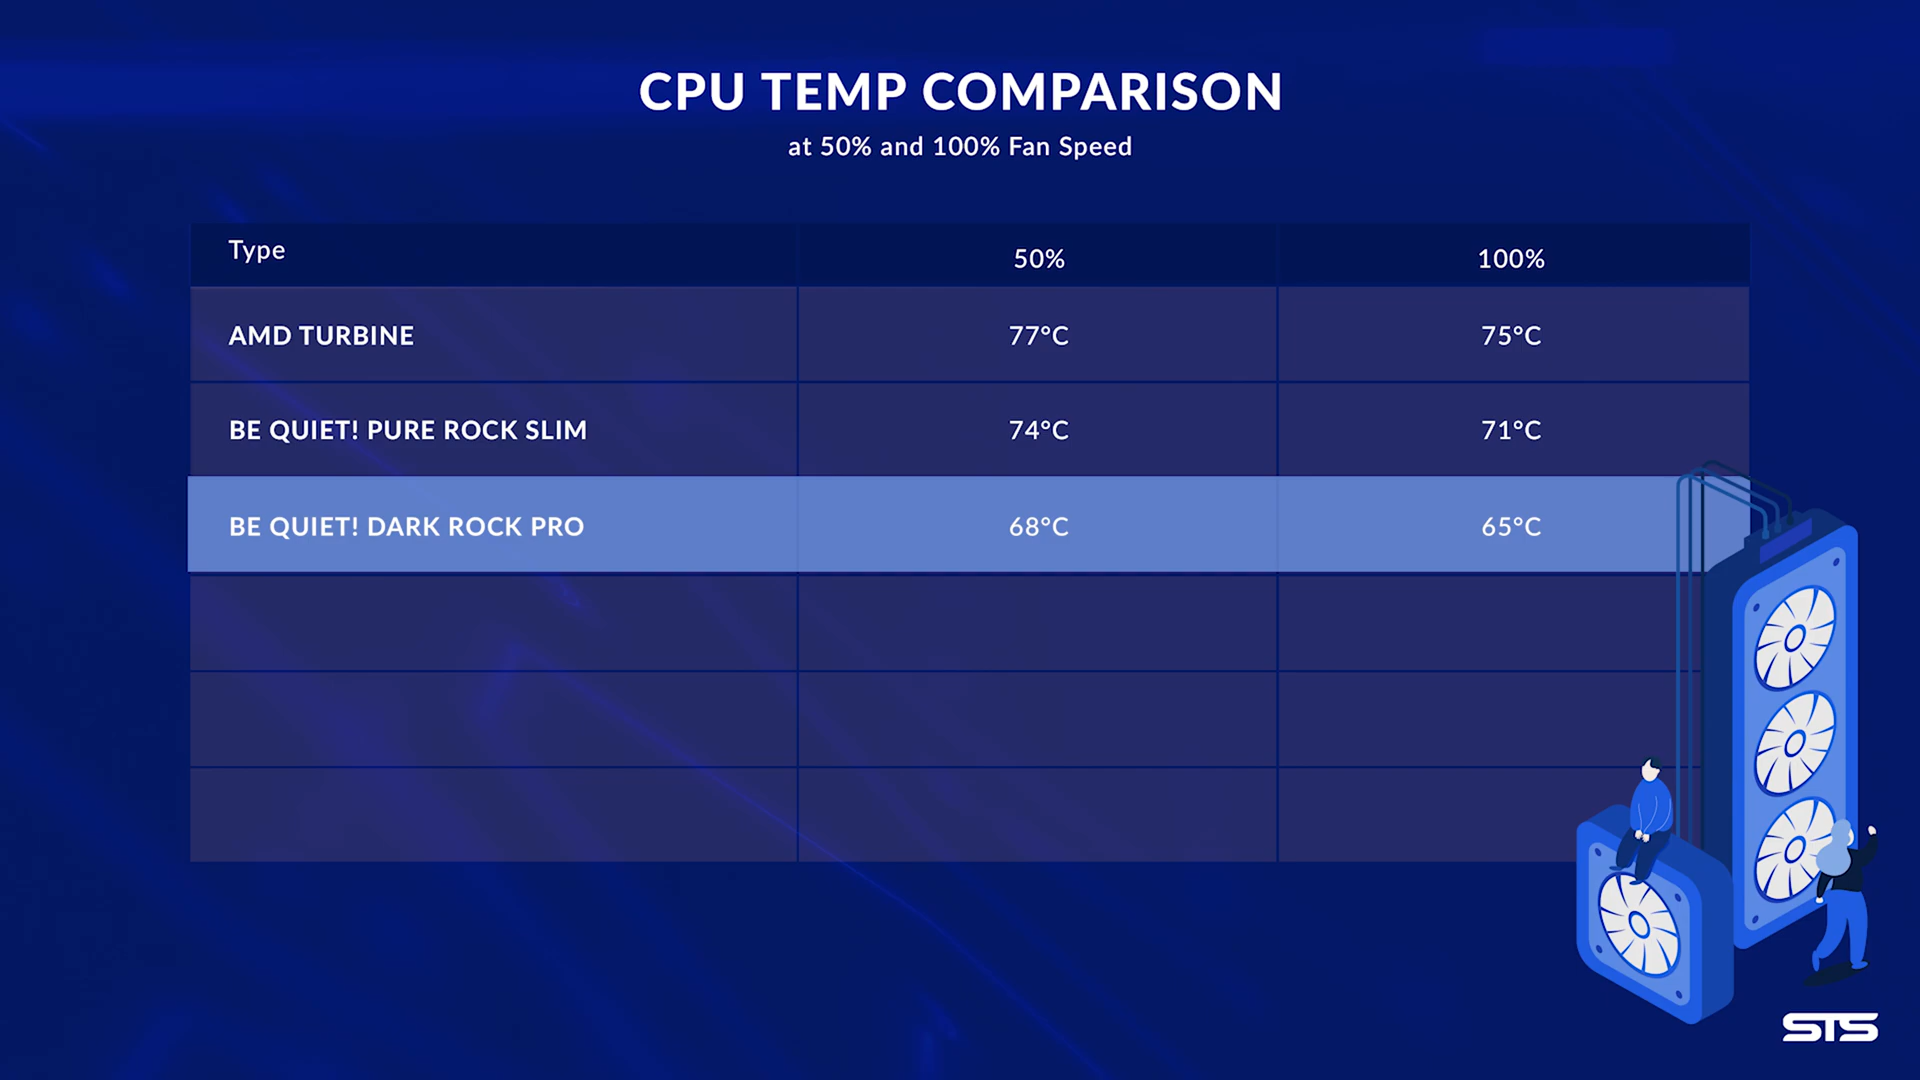 CPU TEMP COMPARISON
at 50% and 100% Fan Speed
Type 50% 100%
AMD TURBINE 77°C 75°C
BE QUIET! PURE ROCK SLIM 74°C 71°C
BE QUIET! DARK ROCK PRO 68°C 65°C
STS